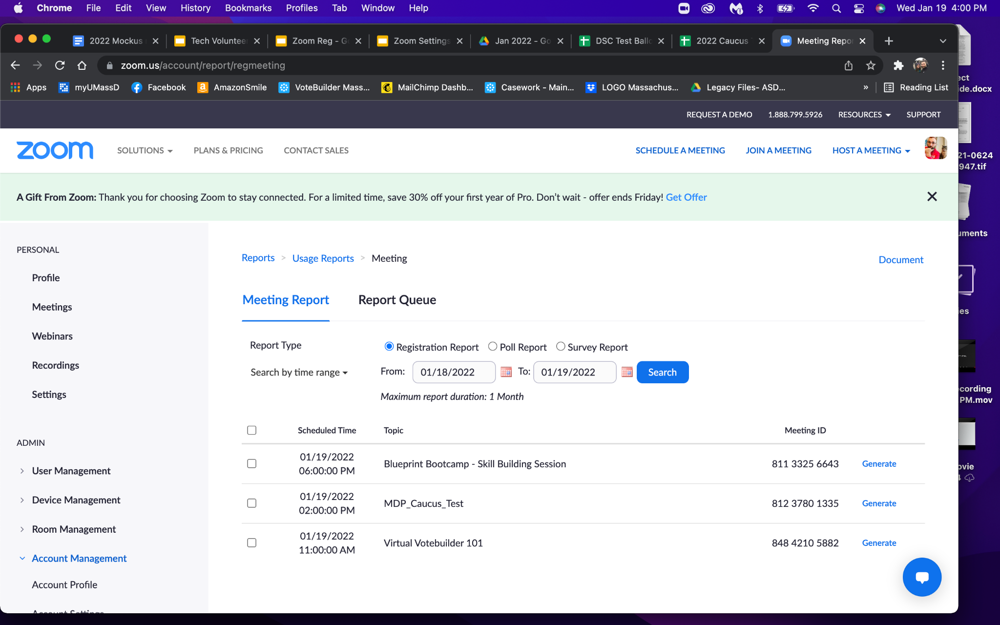 Chrome File Edit View History Bookmarks Profiles Tab Window Help Wed Jan 19 4:00 PM
2022 Mockus Tech Voluntee Zoom Reg - G Zoom Settings Jan 2022 - Go DSC Test Ballo 2022 Caucus Meeting Repor
zoom.us/account/report/regmeeting
Apps myUMassD Facebook AmazonSmile VoteBuilder Mass... MailChimp Dashb... Casework - Main... LOGO Massachus... Legacy Files- ASD... » Reading List
REQUEST A DEMO 1.888.799.5926 RESOURCES SUPPORT
zoom SOLUTIONS PLANS & PRICING CONTACT SALES SCHEDULE A MEETING JOIN A MEETING HOST A MEETING
A Gift From Zoom: Thank you for choosing Zoom to stay connected. For a limited time, save 30% off your first year of Pro. Don’t wait - offer ends Friday! Get Offer
PERSONAL
Profile
Meetings
Webinars
Recordings
Settings
ADMIN
User Management
Device Management
Room Management
Account Management
Account Profile
Account Settings
Reports > Usage Reports > Meeting
Document
Meeting Report Report Queue
Report Type Registration Report Poll Report Survey Report
Search by time range From: 01/18/2022 To: 01/19/2022 Search
Maximum report duration: 1 Month
Scheduled Time Topic Meeting ID
01/19/2022
06:00:00 PM Blueprint Bootcamp - Skill Building Session 811 3325 6643 Generate
01/19/2022
02:00:00 PM MDP_Caucus_Test 812 3780 1335 Generate
01/19/2022
11:00:00 AM Virtual Votebuilder 101 848 4210 5882 Generate
ect
ide.docx
21-0624
947.tif
uments
ies
cording
PM.mov
ovie
4